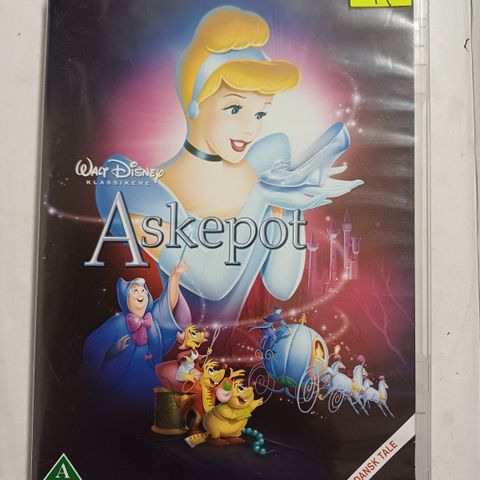 WALT DISNEY
KLASSIKERE
Askepot
DANSK TALE
A